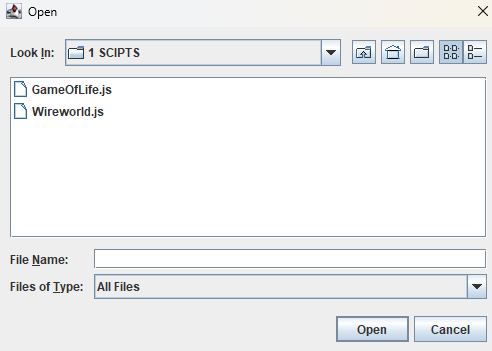 Open
Look In: 1 SCIPTS
GameOfLife.js
Wireworld.js
File Name:
Files of Type: All Files
Open Cancel